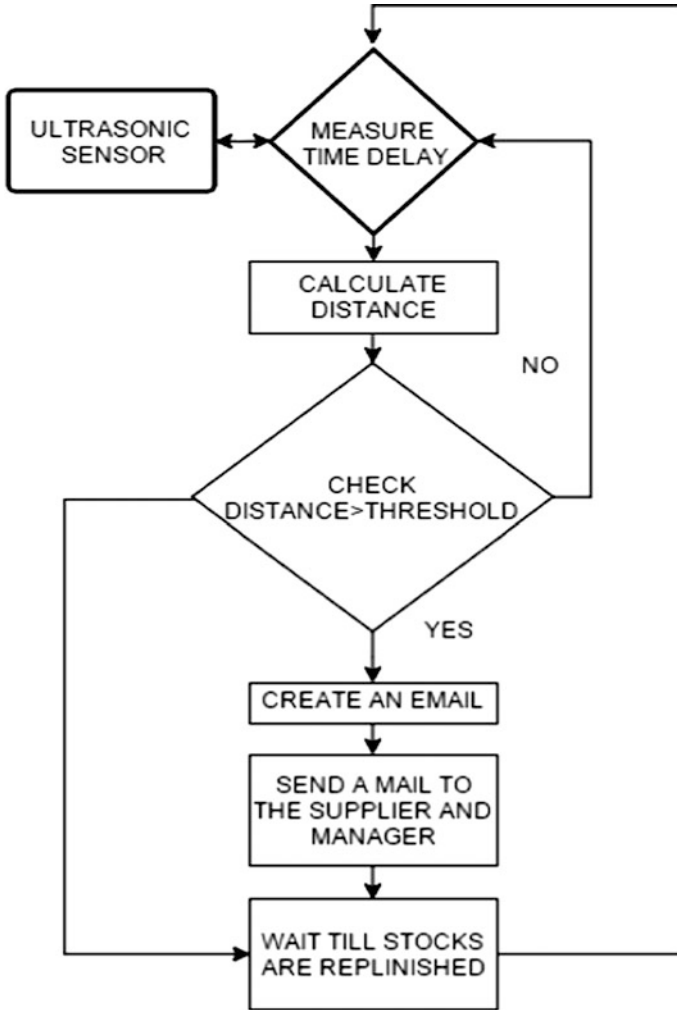 ULTRASONIC
SENSOR
MEASURE
TIME DELAY
CALCULATE
DISTANCE
NO
CHECK
DISTANCE>THRESHOLD
YES
CREATE AN EMAIL
SEND A MAIL TO
THE SUPPLIER AND
MANAGER
WAIT TILL STOCKS
ARE REPLINISHED